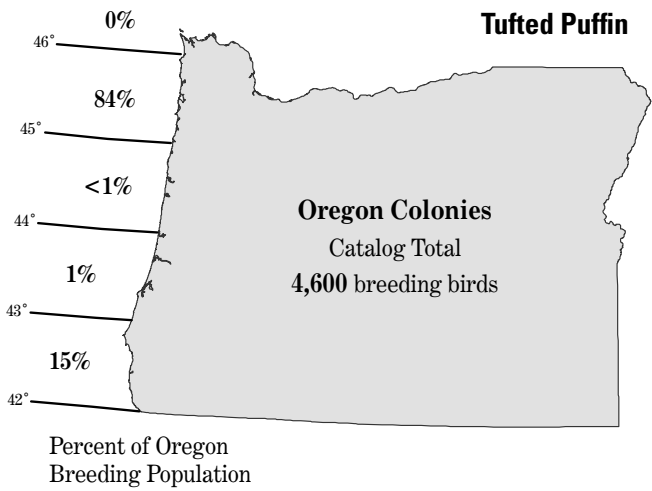 0%
Tufted Puffin
46°
84%
45°
<1%
44°
Oregon Colonies
Catalog Total
4,600 breeding birds
1%
43°
15%
42°
Percent of Oregon
Breeding Population